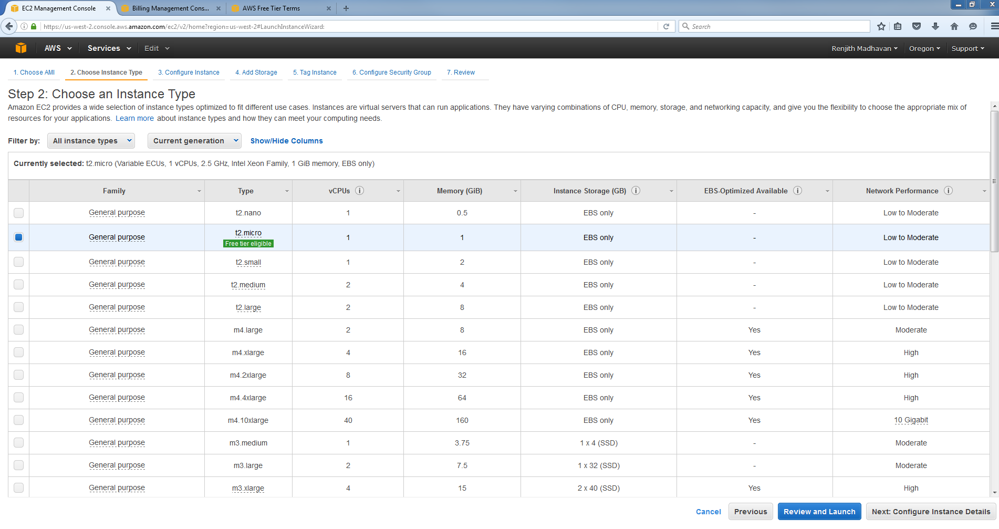 EC2 Management Console
Billing Management Cons...
AWS Free Tier Terms
https://us-west-2.console.aws.amazon.com/ec2/v2/home?region=us-west-2#LaunchInstanceWizard:
Search
AWS Services Edit Renjith Madhavan Oregon Support
1. Choose AMI 2. Choose Instance Type 3. Configure Instance 4. Add Storage 5. Tag Instance 6. Configure Security Group 7. Review
Step 2: Choose an Instance Type
Amazon EC2 provides a wide selection of instance types optimized to fit different use cases. Instances are virtual servers that can run applications. They have varying combinations of CPU, memory, storage, and networking capacity, and give you the flexibility to choose the appropriate mix of
resources for your applications. Learn more about instance types and how they can meet your computing needs.
Filter by: All instance types Current generation Show/Hide Columns
Currently selected: t2.micro (Variable ECUs, 1 vCPUs, 2.5 GHz, Intel Xeon Family, 1 GiB memory, EBS only)
Family Type vCPUs Memory (GiB) Instance Storage (GB) EBS-Optimized Available Network Performance
General purpose t2.nano 1 0.5 EBS only - Low to Moderate
General purpose t2.micro 1 1 EBS only - Low to Moderate
Free tier eligible
General purpose t2.small 1 2 EBS only - Low to Moderate
General purpose t2.medium 2 4 EBS only - Low to Moderate
General purpose t2.large 2 8 EBS only - Low to Moderate
General purpose m4.large 2 8 EBS only Yes Moderate
General purpose m4.xlarge 4 16 EBS only Yes High
General purpose m4.2xlarge 8 32 EBS only Yes High
General purpose m4.4xlarge 16 64 EBS only Yes High
General purpose m4.10xlarge 40 160 EBS only Yes 10 Gigabit
General purpose m3.medium 1 3.75 1 x 4 (SSD) - Moderate
General purpose m3.large 2 7.5 1 x 32 (SSD) - Moderate
General purpose m3.xlarge 4 15 2 x 40 (SSD) Yes High
Cancel Previous Review and Launch Next: Configure Instance Details